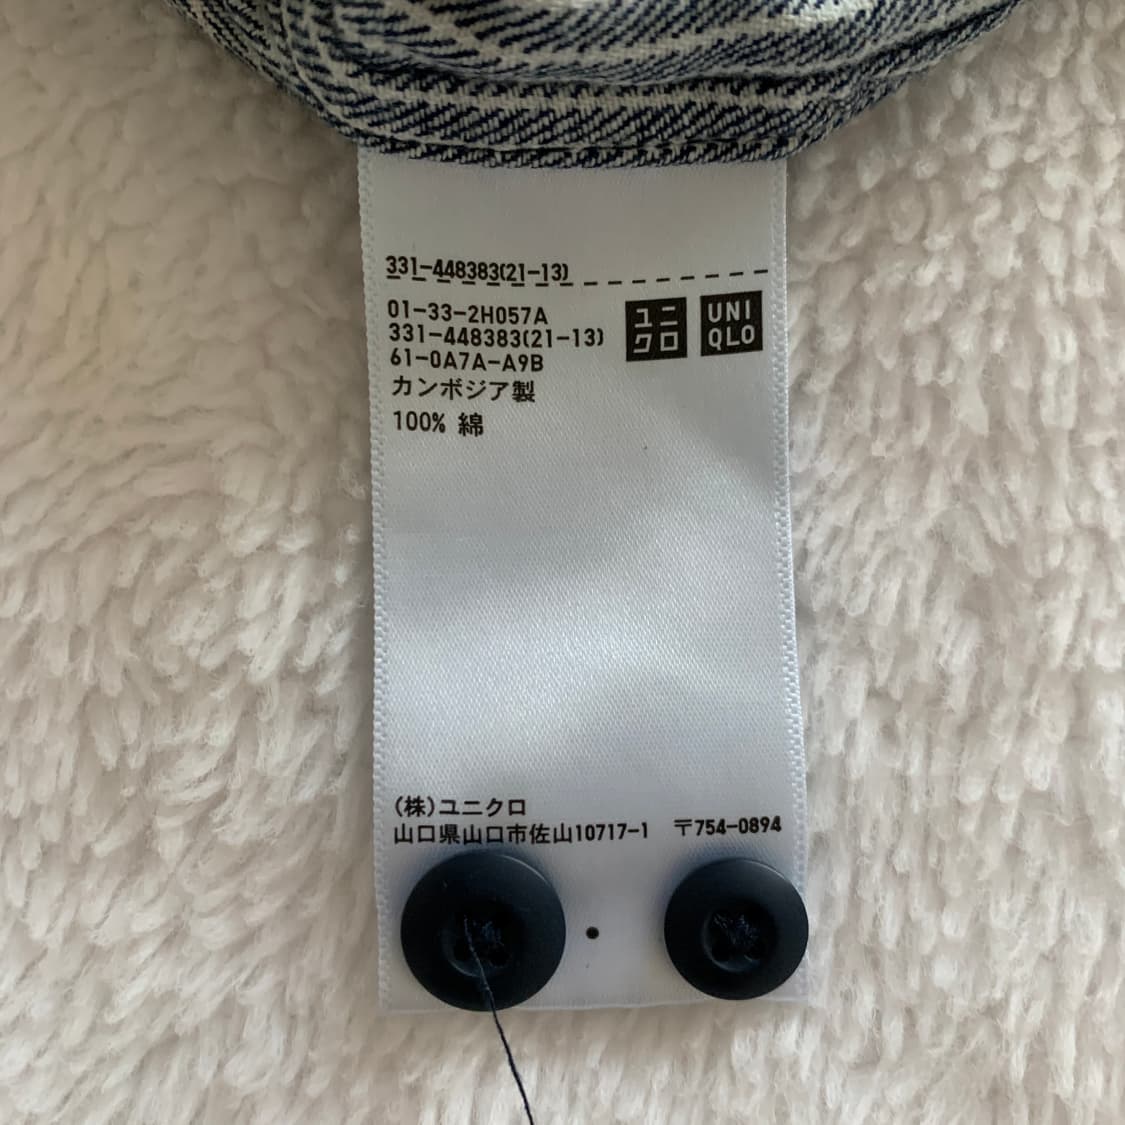 331-448383(21-13)
01-33-2H057A
331-448383(21-13)
61-0A7A-A9B
カンボジア製
100% 綿
ユニ
クロ
UNI
QLO
(株)ユニクロ
山口県山口市佐山10717-1 〒754-0894